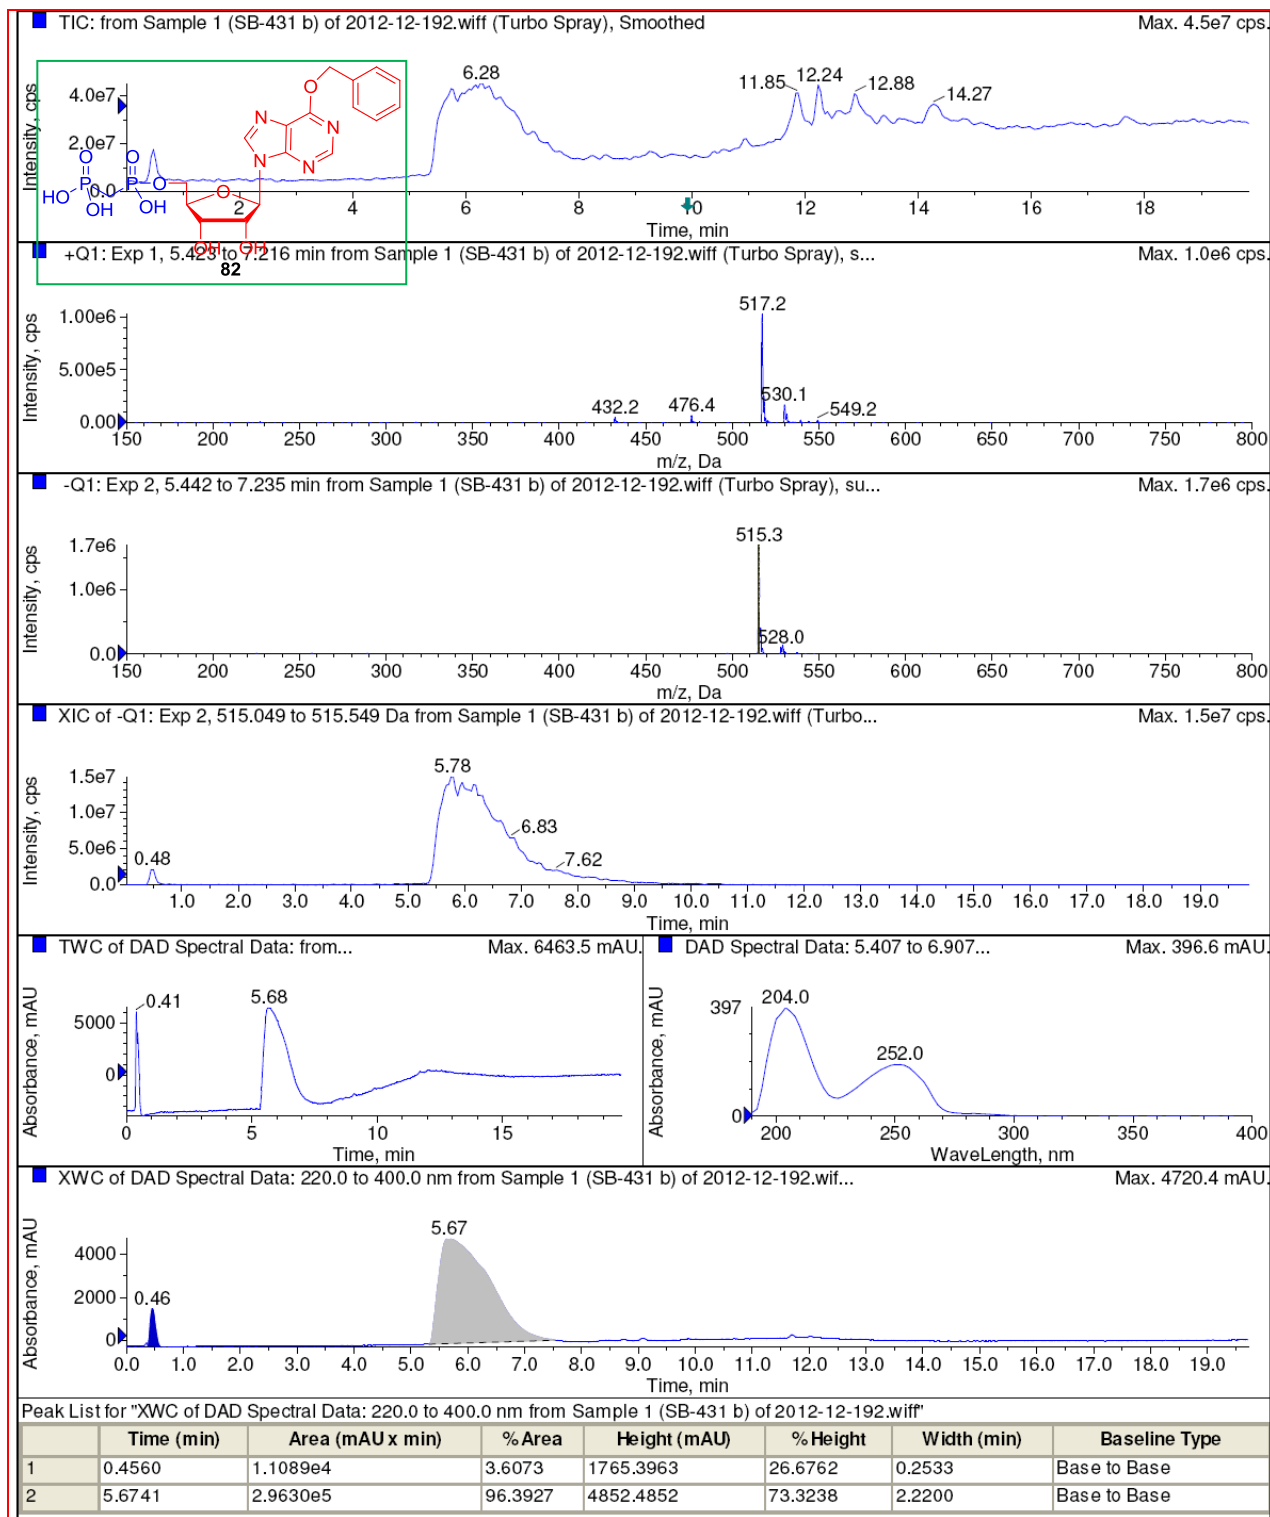 TIC: from Sample 1 (SB-431 b) of 2012-12-192.wiff (Turbo Spray), Smoothed Max. 4.5e7 cps.
6.28 11.85 12.24 12.88 14.27
Intensity, cps
4.0e7
2.0e7
0.0
2 4 6 8 10 12 14 16 18
Time, min
O
N N
N N
O O
HO P P O O
OH OH
OH OH
82
+Q1: Exp 1, 5.423 to 7.216 min from Sample 1 (SB-431 b) of 2012-12-192.wiff (Turbo Spray), s... Max. 1.0e6 cps.
517.2
432.2 476.4 530.1 549.2
Intensity, cps
1.00e6
5.00e5
0.00
150 200 250 300 350 400 450 500 550 600 650 700 750 800
m/z, Da
-Q1: Exp 2, 5.442 to 7.235 min from Sample 1 (SB-431 b) of 2012-12-192.wiff (Turbo Spray), su... Max. 1.7e6 cps.
515.3
528.0
Intensity, cps
1.7e6
1.0e6
0.0
150 200 250 300 350 400 450 500 550 600 650 700 750 800
m/z, Da
XIC of -Q1: Exp 2, 515.049 to 515.549 Da from Sample 1 (SB-431 b) of 2012-12-192.wiff (Turbo... Max. 1.5e7 cps.
0.48 5.78 6.83 7.62
Intensity, cps
1.5e7
1.0e7
5.0e6
0.0
1.0 2.0 3.0 4.0 5.0 6.0 7.0 8.0 9.0 10.0 11.0 12.0 13.0 14.0 15.0 16.0 17.0 18.0 19.0
Time, min
TWC of DAD Spectral Data: from... Max. 6463.5 mAU.
0.41 5.68
Absorbance, mAU
5000
0
0 5 10 15
Time, min
DAD Spectral Data: 5.407 to 6.907... Max. 396.6 mAU.
204.0
252.0
Absorbance, mAU
397
0
200 250 300 350 400
WaveLength, nm
XWC of DAD Spectral Data: 220.0 to 400.0 nm from Sample 1 (SB-431 b) of 2012-12-192.wif... Max. 4720.4 mAU.
0.46 5.67
Absorbance, mAU
4000
2000
0
0.0 1.0 2.0 3.0 4.0 5.0 6.0 7.0 8.0 9.0 10.0 11.0 12.0 13.0 14.0 15.0 16.0 17.0 18.0 19.0
Time, min
Peak List for "XWC of DAD Spectral Data: 220.0 to 400.0 nm from Sample 1 (SB-431 b) of 2012-12-192.wiff"
Time (min) Area (mAU x min) % Area Height (mAU) % Height Width (min) Baseline Type
1 0.4560 1.1089e4 3.6073 1765.3963 26.6762 0.2533 Base to Base
2 5.6741 2.9630e5 96.3927 4852.4852 73.3238 2.2200 Base to Base